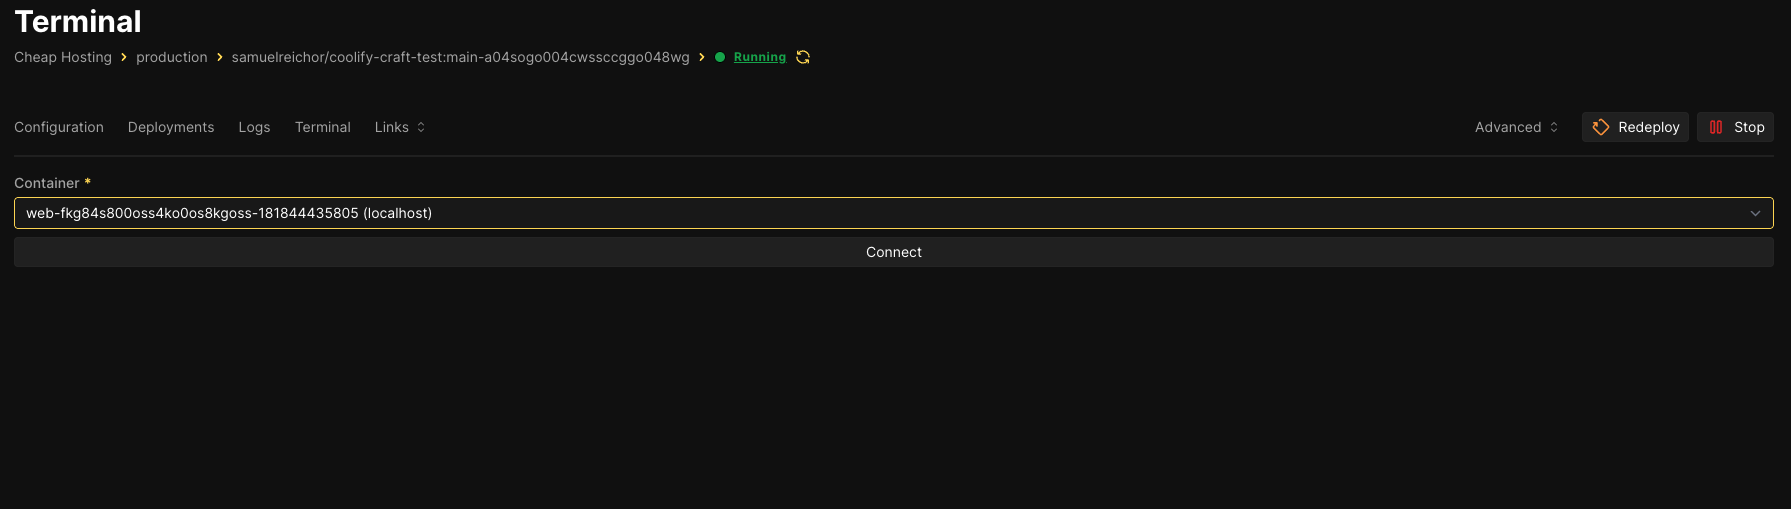 Terminal
Cheap Hosting > production > samuelreichor/coolify-craft-test:main-a04sogo004cwssccggo048wg > Running
Configuration Deployments Logs Terminal Links Advanced Redeploy Stop
Container *
web-fkg84s800oss4ko0os8kgoss-181844435805 (localhost)
Connect